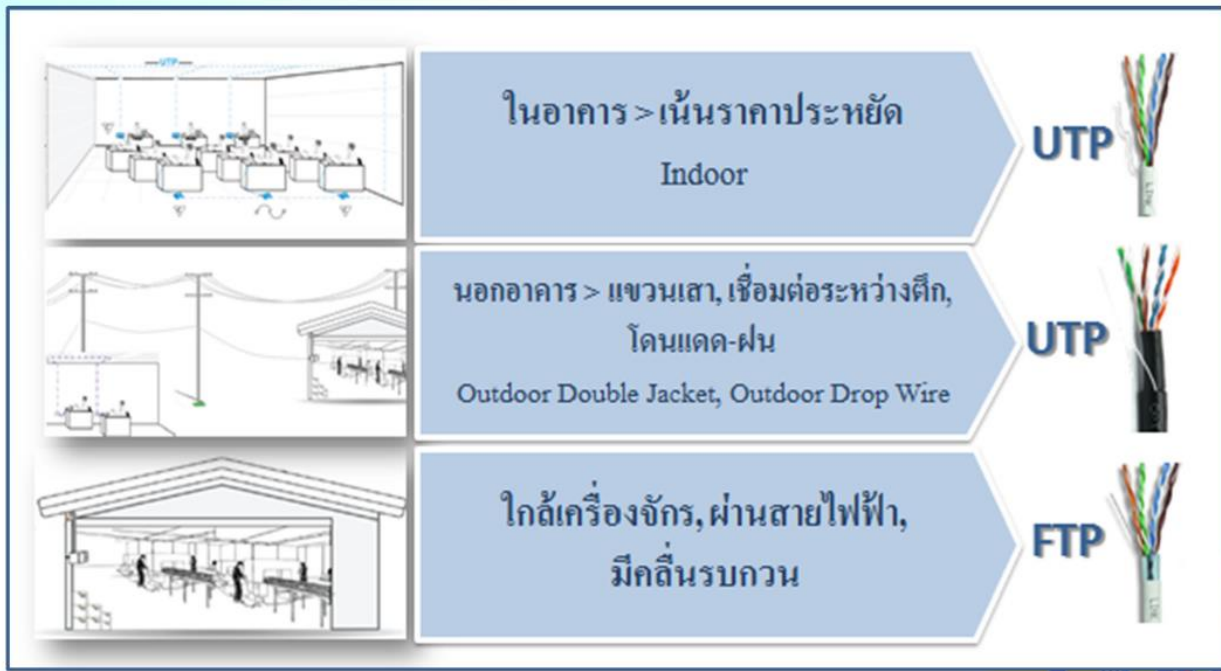 UTP
ในอาคาร > เน้นราคาประหยัด
Indoor
UTP
LINK
นอกอาคาร > แขวนเสา, เชื่อมต่อระหว่างตึก,
โดนแดด-ฝน
Outdoor Double Jacket, Outdoor Drop Wire
UTP
ใกล้เครื่องจักร, ผ่านสายไฟฟ้า,
มีคลื่นรบกวน
FTP
LINK